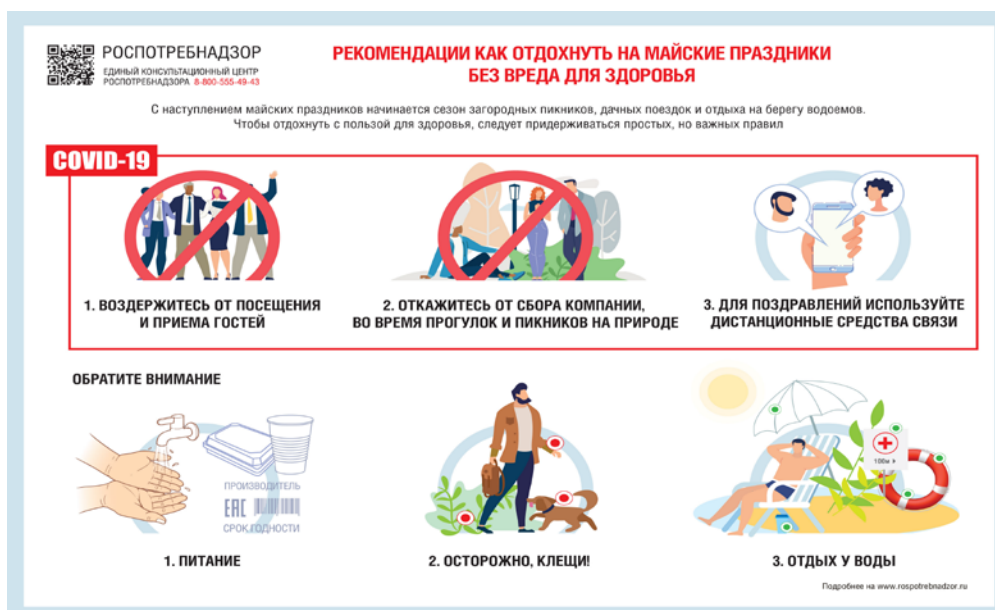 РОСПОТРЕБНАДЗОР
ЕДИНЫЙ КОНСУЛЬТАЦИОННЫЙ ЦЕНТР
РОСПОТРЕБНАДЗОРА 8-800-555-49-43
РЕКОМЕНДАЦИИ КАК ОТДОХНУТЬ НА МАЙСКИЕ ПРАЗДНИКИ
БЕЗ ВРЕДА ДЛЯ ЗДОРОВЬЯ
С наступлением майских праздников начинается сезон загородных пикников, дачных поездок и отдыха на берегу водоемов.
Чтобы отдохнуть с пользой для здоровья, следует придерживаться простых, но важных правил
COVID-19
1. ВОЗДЕРЖИТЕСЬ ОТ ПОСЕЩЕНИЯ
И ПРИЕМА ГОСТЕЙ
2. ОТКАЖИТЕСЬ ОТ СБОРА КОМПАНИИ,
ВО ВРЕМЯ ПРОГУЛОК И ПИКНИКОВ НА ПРИРОДЕ
3. ДЛЯ ПОЗДРАВЛЕНИЙ ИСПОЛЬЗУЙТЕ
ДИСТАНЦИОННЫЕ СРЕДСТВА СВЯЗИ
ОБРАТИТЕ ВНИМАНИЕ
ПРОИЗВОДИТЕЛЬ
EAC
СРОК ГОДНОСТИ
100м
1. ПИТАНИЕ
2. ОСТОРОЖНО, КЛЕЩИ!
3. ОТДЫХ У ВОДЫ
Подробнее на www.rospotrebnadzor.ru